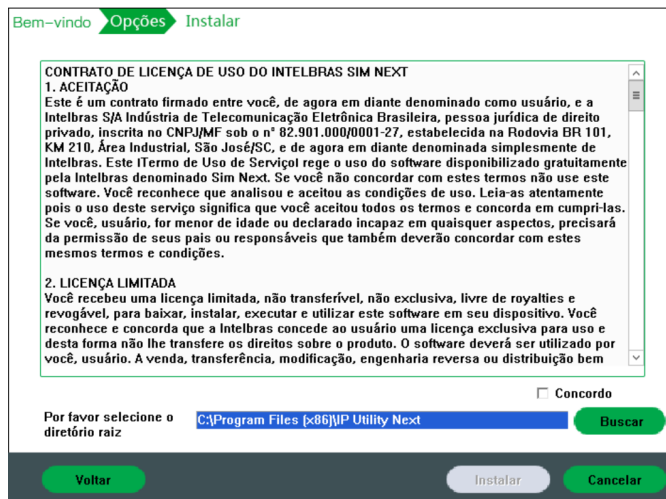 Bem-vindo Opções Instalar
CONTRATO DE LICENÇA DE USO DO INTELBRAS SIM NEXT
1. ACEITAÇÃO
Este é um contrato firmado entre você, de agora em diante denominado como usuário, e a
Intelbras S/A Indústria de Telecomunicação Eletrônica Brasileira, pessoa jurídica de direito
privado, inscrita no CNPJ/MF sob o n° 82.901.000/0001-27, estabelecida na Rodovia BR 101,
KM 210, Área Industrial, São José/SC, e de agora em diante denominada simplesmente de
Intelbras. Este lTermo de Uso de Serviçol rege o uso do software disponibilizado gratuitamente
pela Intelbras denominado Sim Next. Se você não concordar com estes termos não use este
software. Você reconhece que analisou e aceitou as condições de uso. Leia-as atentamente
pois o uso deste serviço significa que você aceitou todos os termos e concorda em cumpri-las.
Se você, usuário, for menor de idade ou declarado incapaz em quaisquer aspectos, precisará
da permissão de seus pais ou responsáveis que também deverão concordar com estes
mesmos termos e condições.
2. LICENÇA LIMITADA
Você recebeu uma licença limitada, não transferível, não exclusiva, livre de royalties e
revogável, para baixar, instalar, executar e utilizar este software em seu dispositivo. Você
reconhece e concorda que a Intelbras concede ao usuário uma licença exclusiva para uso e
desta forma não lhe transfere os direitos sobre o produto. O software deverá ser utilizado por
você, usuário. A venda, transferência, modificação, engenharia reversa ou distribuição bem
Concordo
Por favor selecione o
diretório raiz
C:\Program Files (x86)\IP Utility Next
Buscar
Voltar
Instalar
Cancelar